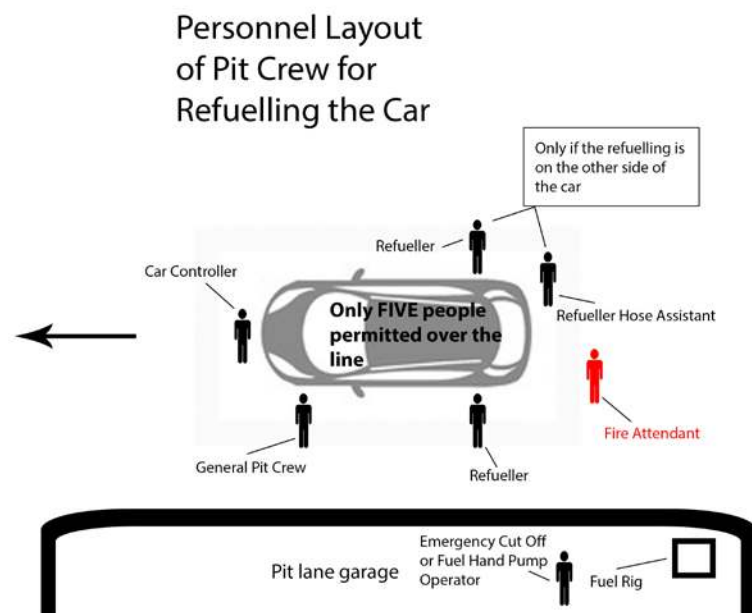 Personnel Layout
of Pit Crew for
Refuelling the Car
Only if the refuelling is
on the other side of
the car
Refueller
Car Controller
Only FIVE people
permitted over the
line
Refueller Hose Assistant
Fire Attendant
General Pit Crew
Refueller
Emergency Cut Off
or Fuel Hand Pump
Operator
Pit lane garage
Fuel Rig